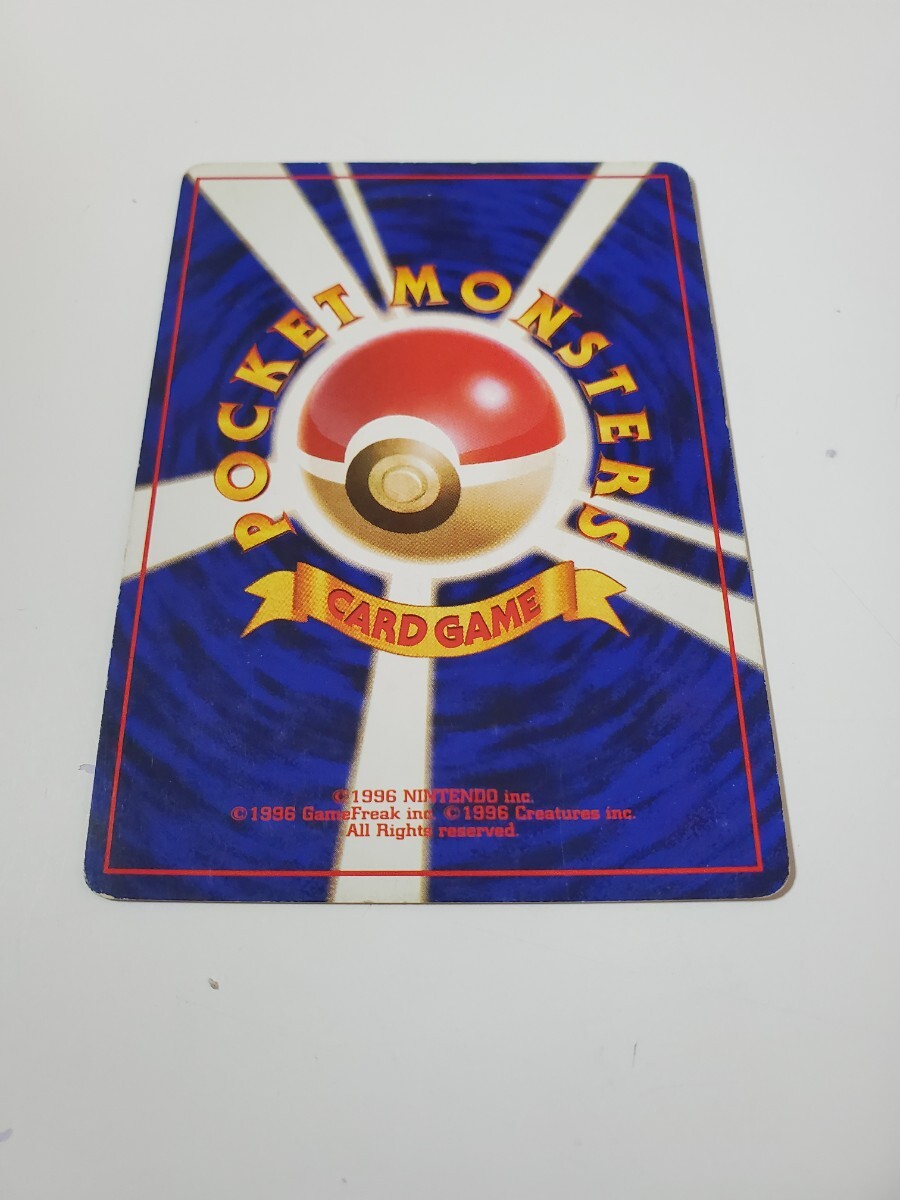 POCKET MONSTERS
CARD GAME
©1996 NINTENDO inc.
©1996 GameFreak inc. ©1996 Creatures inc.
All Rights reserved.